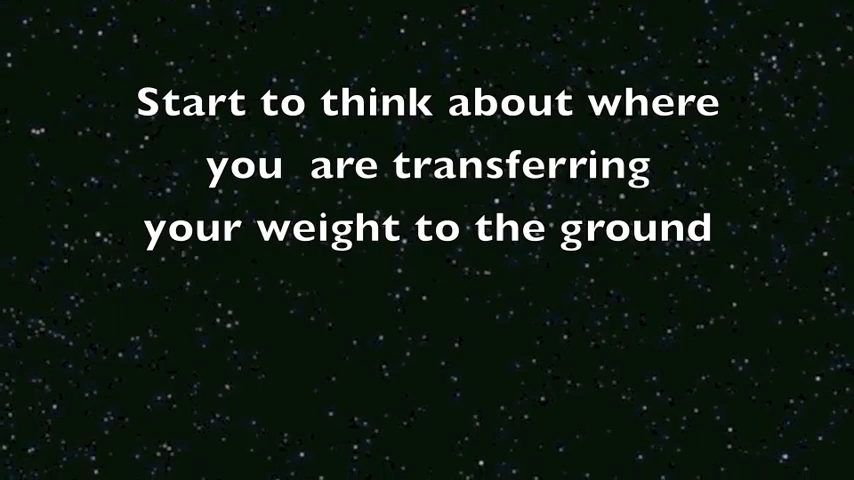 Start to think about where
you  are transferring
your weight to the ground